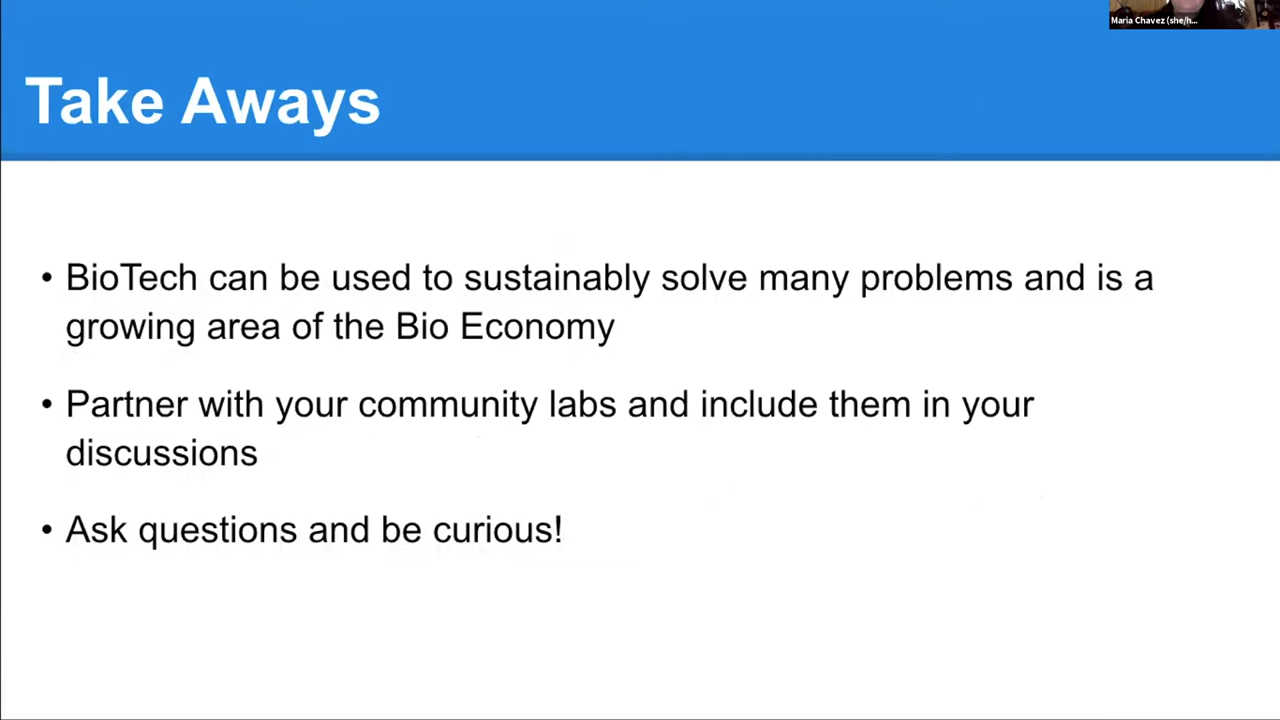 Maria Chavez (she/h...
Take Aways
• BioTech can be used to sustainably solve many problems and is a
growing area of the Bio Economy
• Partner with your community labs and include them in your
discussions
• Ask questions and be curious!